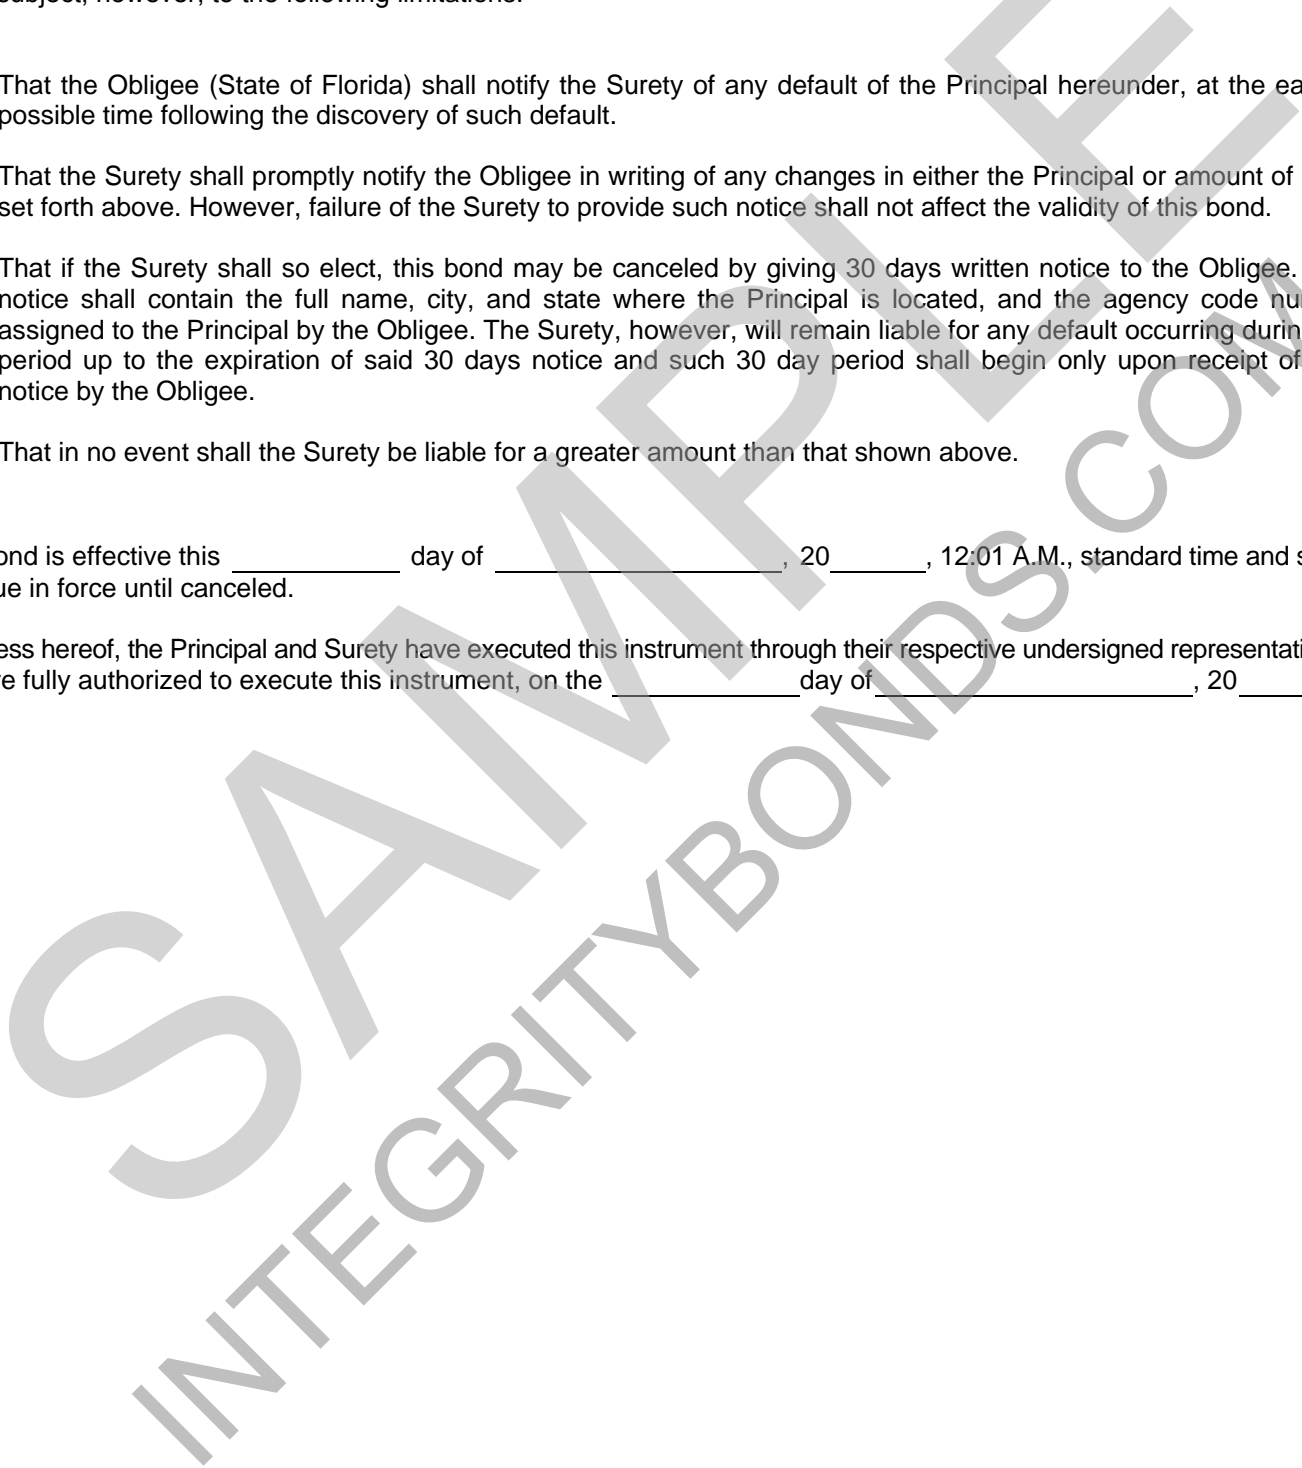 subject, however, to the following limitations:
That the Obligee (State of Florida) shall notify the Surety of any default of the Principal hereunder, at the ea
possible time following the discovery of such default.
That the Surety shall promptly notify the Obligee in writing of any changes in either the Principal or amount of
set forth above. However, failure of the Surety to provide such notice shall not affect the validity of this bond.
That if the Surety shall so elect, this bond may be canceled by giving 30 days written notice to the Obligee.
notice shall contain the full name, city, and state where the Principal is located, and the agency code nu
assigned to the Principal by the Obligee. The Surety, however, will remain liable for any default occurring durin
period up to the expiration of said 30 days notice and such 30 day period shall begin only upon receipt of
notice by the Obligee.
That in no event shall the Surety be liable for a greater amount than that shown above.
ond is effective this ____________ day of ____________________, 20_______, 12:01 A.M., standard time and s
ue in force until canceled.
ess hereof, the Principal and Surety have executed this instrument through their respective undersigned representati
e fully authorized to execute this instrument, on the _____________day of______________________, 20____
SAMPLE
INTEGRITYBONDS.COM